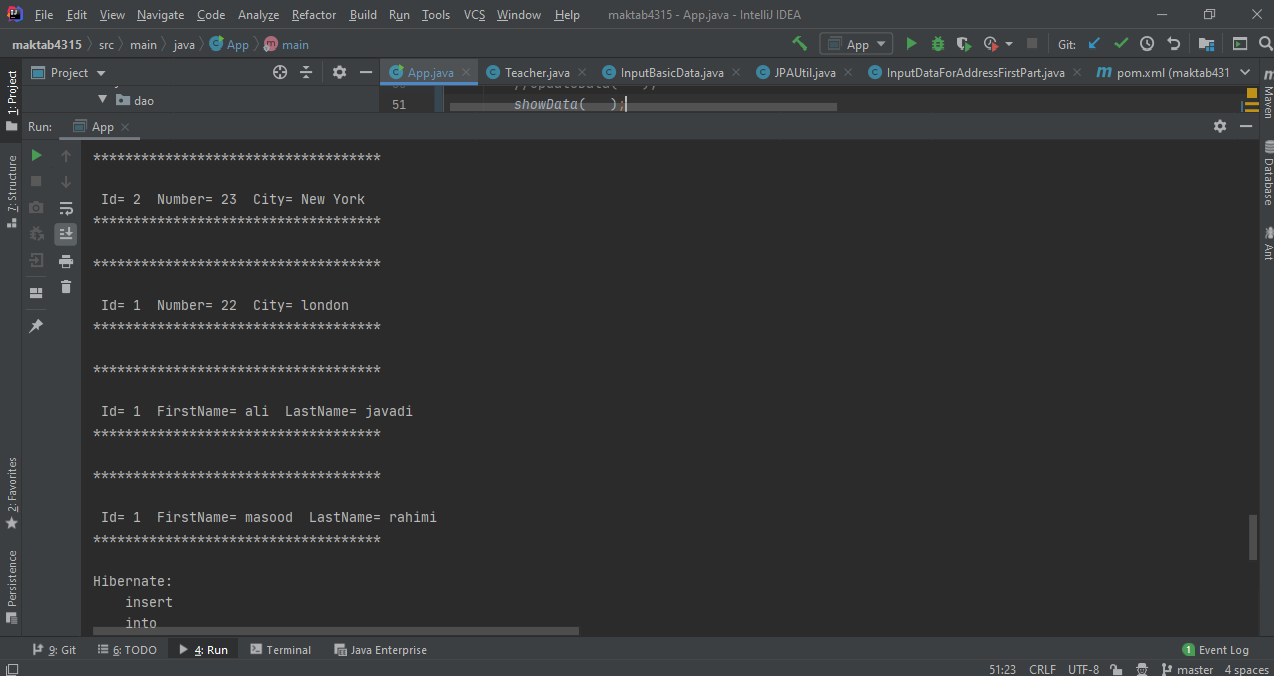 File Edit View Navigate Code Analyze Refactor Build Run Tools VCS Window Help maktab4315 - App.java - IntelliJ IDEA
maktab4315 src main java App main App Git:
1: Project Project App.java Teacher.java InputBasicData.java JPAUtil.java InputDataForAddressFirstPart.java pom.xml (maktab431 Maven
dao
51 showData( );
Run: App
************************************
Id= 2 Number= 23 City= New York
************************************
************************************
Id= 1 Number= 22 City= london
************************************
************************************
Id= 1 FirstName= ali LastName= javadi
************************************
************************************
Id= 1 FirstName= masood LastName= rahimi
************************************
Hibernate:
insert
into
7: Structure
2: Favorites
Persistence
Database
Ant
9: Git 6: TODO 4: Run Terminal Java Enterprise 1 Event Log
51:23 CRLF UTF-8 master 4 spaces